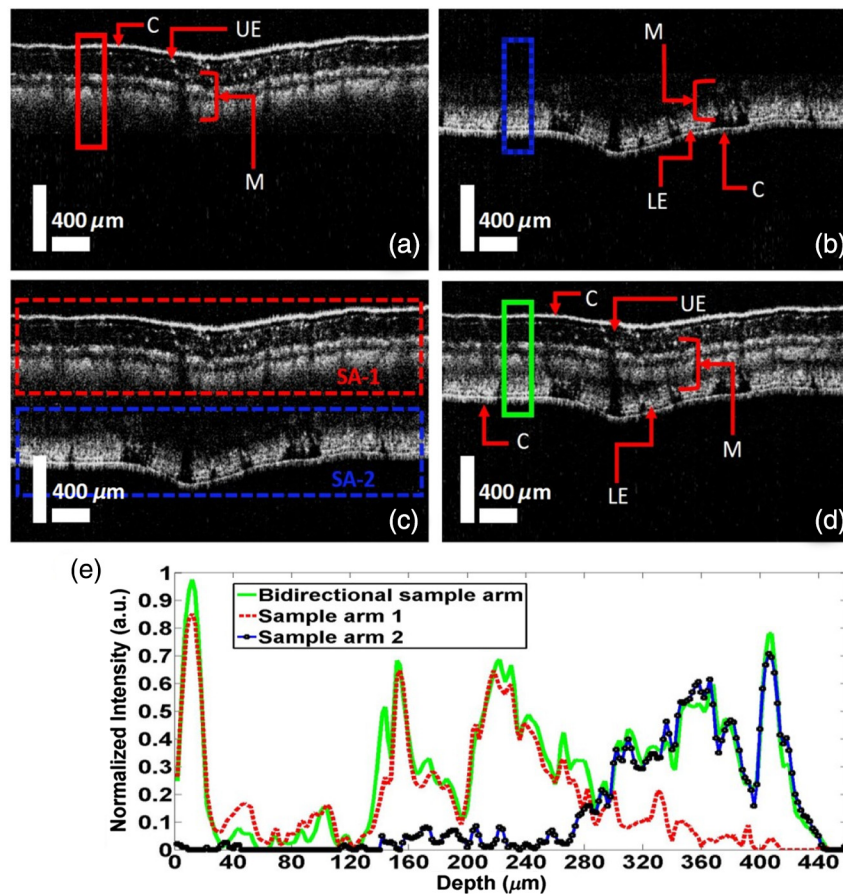 C
UE
M
400 μm
(a)
M
LE
C
400 μm
(b)
SA-1
SA-2
400 μm
(c)
C
UE
C
LE
M
400 μm
(d)
(e)
Normalized Intensity (a.u.)
1
0.9
0.8
0.7
0.6
0.5
0.4
0.3
0.2
0.1
0
Bidirectional sample arm
Sample arm 1
Sample arm 2
0 40 80 120 160 200 240 280 320 360 400 440
Depth (μm)